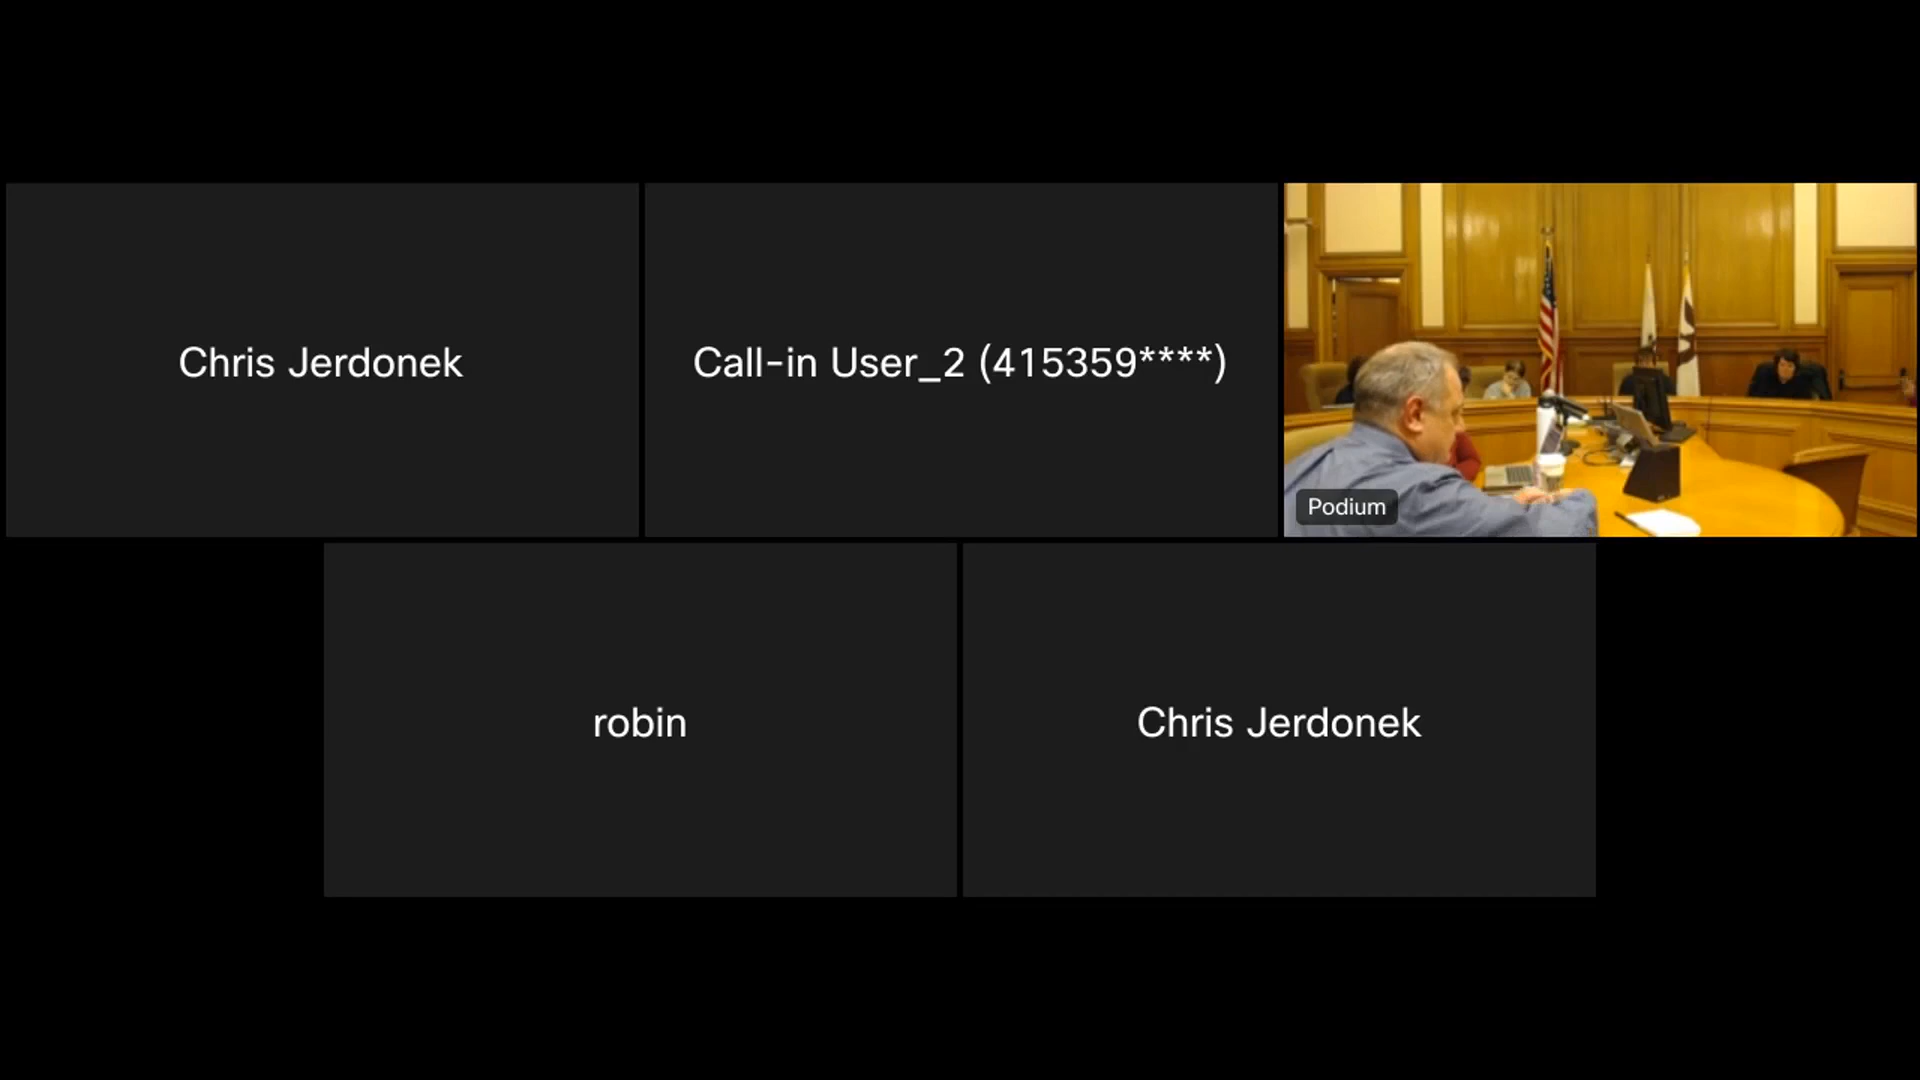 Chris Jerdonek
Call-in User_2 (415359****)
Podium
robin
Chris Jerdonek